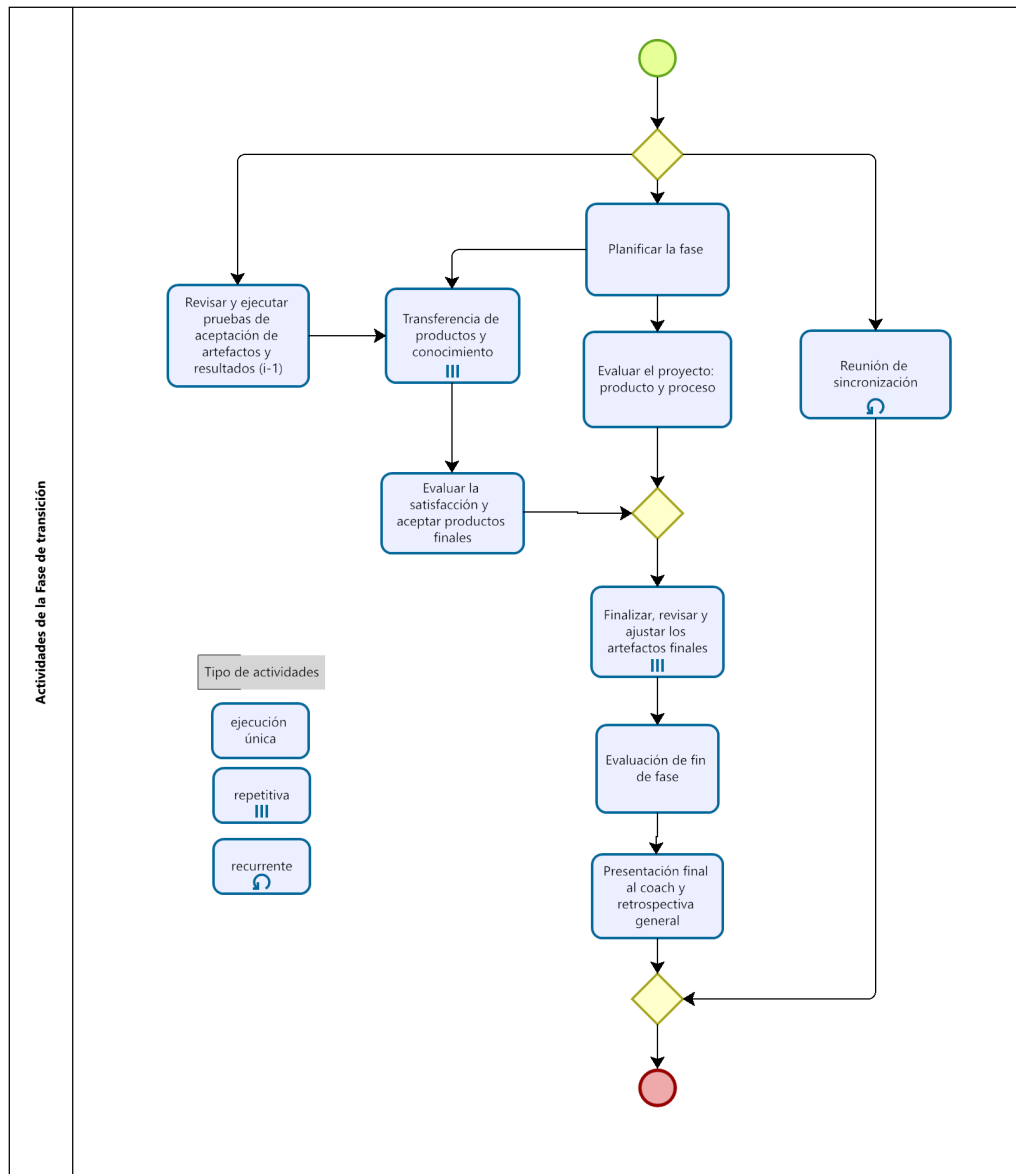 Actividades de la Fase de transición
Planificar la fase
Revisar y ejecutar
pruebas de
aceptación de
artefactos y
resultados (i-1)
Transferencia de
productos y
conocimiento
Evaluar el proyecto:
producto y proceso
Reunión de
sincronización
Evaluar la
satisfacción y
aceptar productos
finales
Finalizar, revisar y
ajustar los
artefactos finales
Tipo de actividades
ejecución
única
repetitiva
recurrente
Evaluación de fin
de fase
Presentación final
al coach y
retrospectiva
general